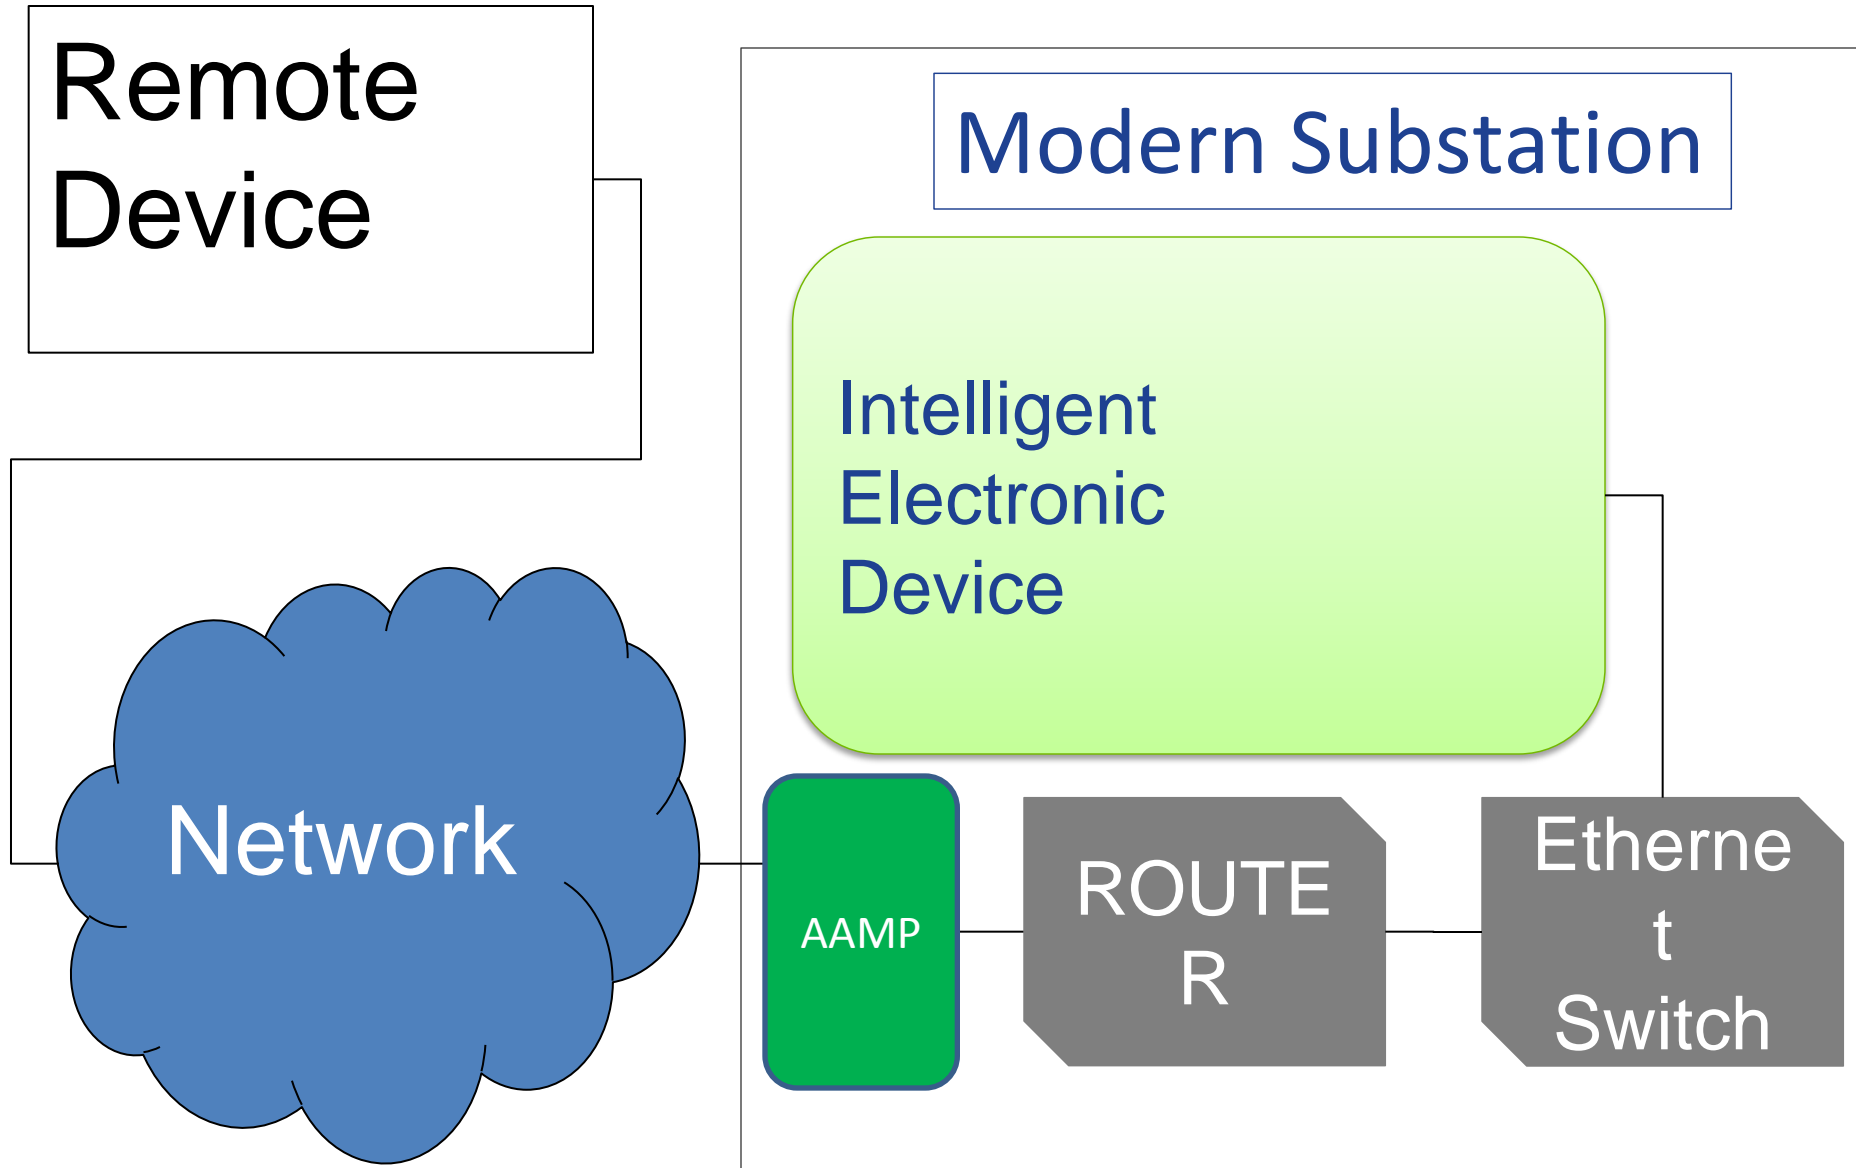 Remote
Device
Modern Substation
Intelligent
Electronic
Device
Network
AAMP
ROUTE
R
Etherne
t
Switch